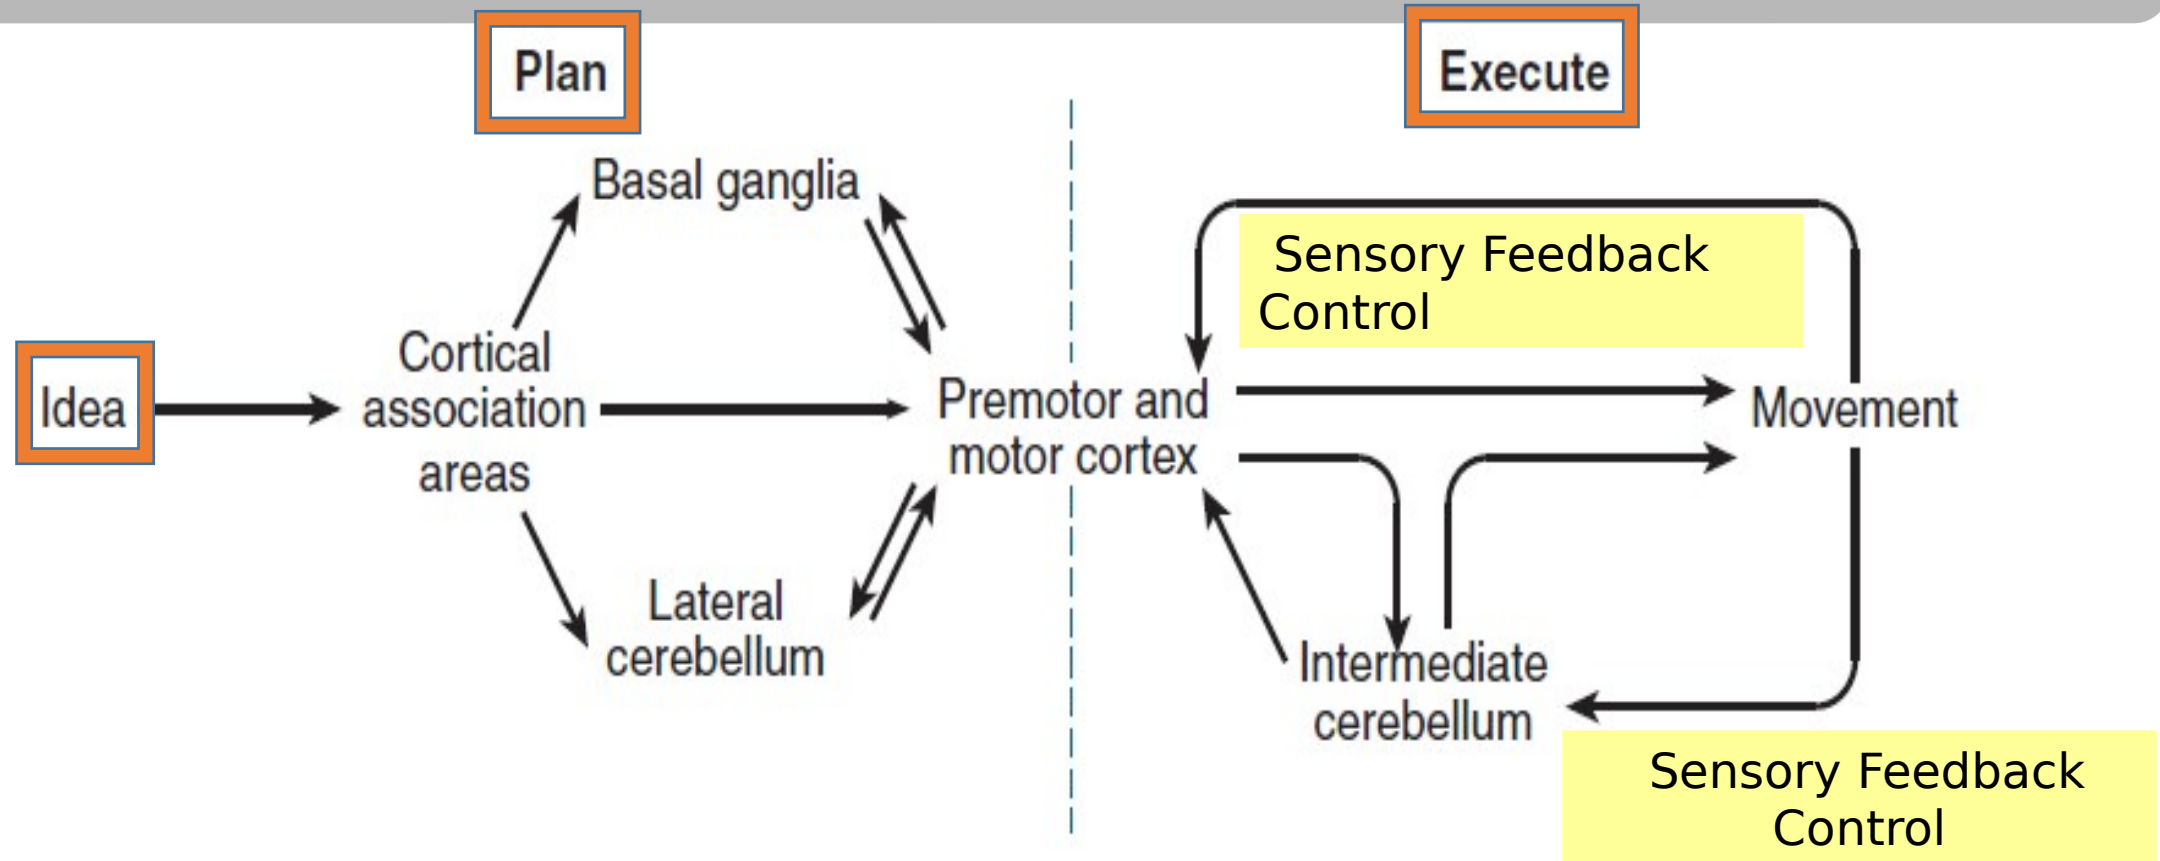 Plan
Execute
Basal ganglia
Sensory Feedback
Control
Idea
Cortical
association
areas
Premotor and
motor cortex
Movement
Lateral
cerebellum
Intermediate
cerebellum
Sensory Feedback
Control